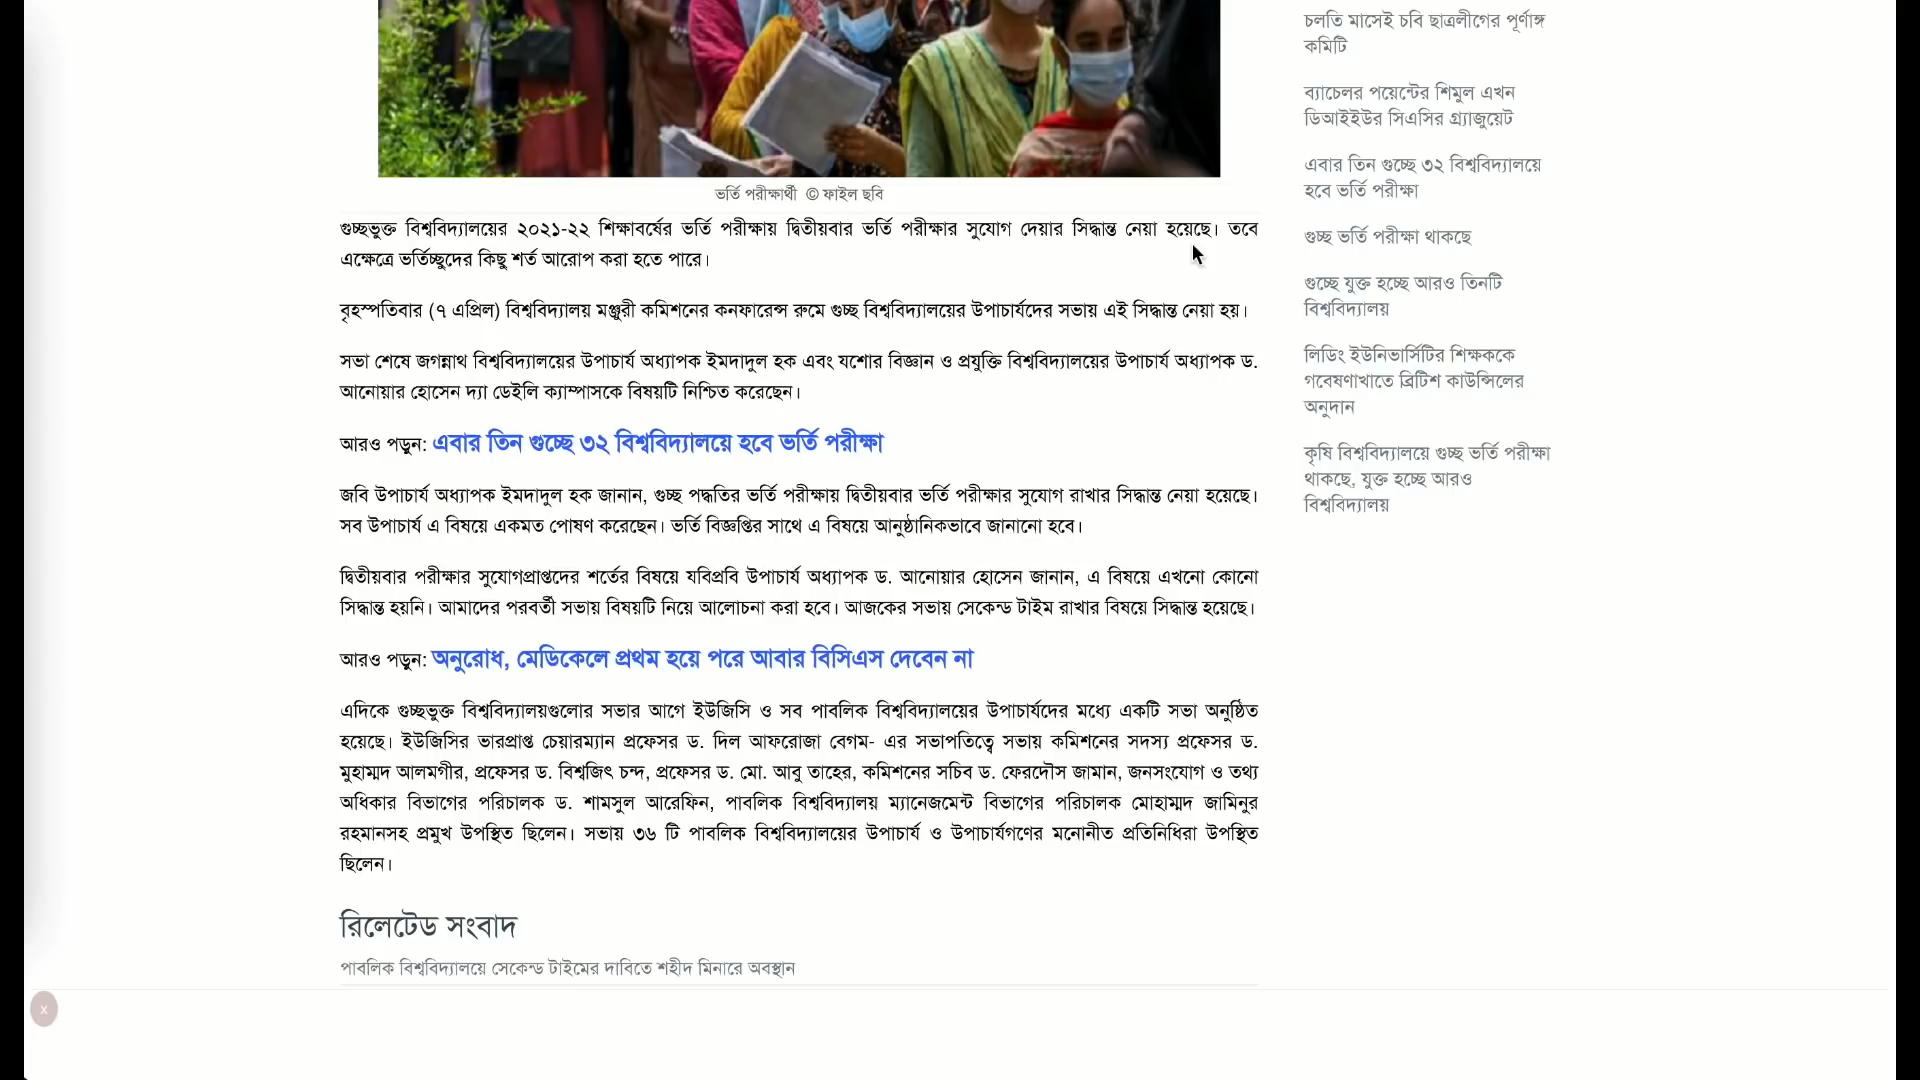 ভর্তি পরীক্ষার্থী © ফাইল ছবি
গুচ্ছভুক্ত বিশ্ববিদ্যালয়ের ২০২১-২২ শিক্ষাবর্ষের ভর্তি পরীক্ষায় দ্বিতীয়বার ভর্তি পরীক্ষার সুযোগ দেয়ার সিদ্ধান্ত নেয়া হয়েছে। তবে
এক্ষেত্রে ভর্তিচ্ছুদের কিছু শর্ত আরোপ করা হতে পারে।
বৃহস্পতিবার (৭ এপ্রিল) বিশ্ববিদ্যালয় মঞ্জুরী কমিশনের কনফারেন্স রুমে গুচ্ছ বিশ্ববিদ্যালয়ের উপাচার্যদের সভায় এই সিদ্ধান্ত নেয়া হয়।
সভা শেষে জগন্নাথ বিশ্ববিদ্যালয়ের উপাচার্য অধ্যাপক ইমদাদুল হক এবং যশোর বিজ্ঞান ও প্রযুক্তি বিশ্ববিদ্যালয়ের উপাচার্য অধ্যাপক ড.
আনোয়ার হোসেন দ্যা ডেইলি ক্যাম্পাসকে বিষয়টি নিশ্চিত করেছেন।
আরও পড়ুন: এবার তিন গুচ্ছে ৩২ বিশ্ববিদ্যালয়ে হবে ভর্তি পরীক্ষা
জবি উপাচার্য অধ্যাপক ইমদাদুল হক জানান, গুচ্ছ পদ্ধতির ভর্তি পরীক্ষায় দ্বিতীয়বার ভর্তি পরীক্ষার সুযোগ রাখার সিদ্ধান্ত নেয়া হয়েছে।
সব উপাচার্য এ বিষয়ে একমত পোষণ করেছেন। ভর্তি বিজ্ঞপ্তির সাথে এ বিষয়ে আনুষ্ঠানিকভাবে জানানো হবে।
দ্বিতীয়বার পরীক্ষার সুযোগপ্রাপ্তদের শর্তের বিষয়ে যবিপ্রবি উপাচার্য অধ্যাপক ড. আনোয়ার হোসেন জানান, এ বিষয়ে এখনো কোনো
সিদ্ধান্ত হয়নি। আমাদের পরবর্তী সভায় বিষয়টি নিয়ে আলোচনা করা হবে। আজকের সভায় সেকেন্ড টাইম রাখার বিষয়ে সিদ্ধান্ত হয়েছে।
আরও পড়ুন: অনুরোধ, মেডিকেলে প্রথম হয়ে পরে আবার বিসিএস দেবেন না
এদিকে গুচ্ছভুক্ত বিশ্ববিদ্যালয়গুলোর সভার আগে ইউজিসি ও সব পাবলিক বিশ্ববিদ্যালয়ের উপাচার্যদের মধ্যে একটি সভা অনুষ্ঠিত
হয়েছে। ইউজিসির ভারপ্রাপ্ত চেয়ারম্যান প্রফেসর ড. দিল আফরোজা বেগম- এর সভাপতিত্বে সভায় কমিশনের সদস্য প্রফেসর ড.
মুহাম্মদ আলমগীর, প্রফেসর ড. বিশ্বজিৎ চন্দ, প্রফেসর ড. মো. আবু তাহের, কমিশনের সচিব ড. ফেরদৌস জামান, জনসংযোগ ও তথ্য
অধিকার বিভাগের পরিচালক ড. শামসুল আরেফিন, পাবলিক বিশ্ববিদ্যালয় ম্যানেজমেন্ট বিভাগের পরিচালক মোহাম্মদ জামিনুর
রহমানসহ প্রমুখ উপস্থিত ছিলেন। সভায় ৩৬ টি পাবলিক বিশ্ববিদ্যালয়ের উপাচার্য ও উপাচার্যগণের মনোনীত প্রতিনিধিরা উপস্থিত
ছিলেন।
রিলেটেড সংবাদ
পাবলিক বিশ্ববিদ্যালয়ে সেকেন্ড টাইমের দাবিতে শহীদ মিনারে অবস্থান
x
চলতি মাসেই চবি ছাত্রলীগের পূর্ণাঙ্গ
কমিটি
ব্যাচেলর পয়েন্টের শিমুল এখন
ডিআইইউর সিএসির গ্র্যাজুয়েট
এবার তিন গুচ্ছে ৩২ বিশ্ববিদ্যালয়ে
হবে ভর্তি পরীক্ষা
গুচ্ছ ভর্তি পরীক্ষা থাকছে
গুচ্ছে যুক্ত হচ্ছে আরও তিনটি
বিশ্ববিদ্যালয়
লিডিং ইউনিভার্সিটির শিক্ষককে
গবেষণাখাতে ব্রিটিশ কাউন্সিলের
অনুদান
কৃষি বিশ্ববিদ্যালয়ে গুচ্ছ ভর্তি পরীক্ষা
থাকছে, যুক্ত হচ্ছে আরও
বিশ্ববিদ্যালয়